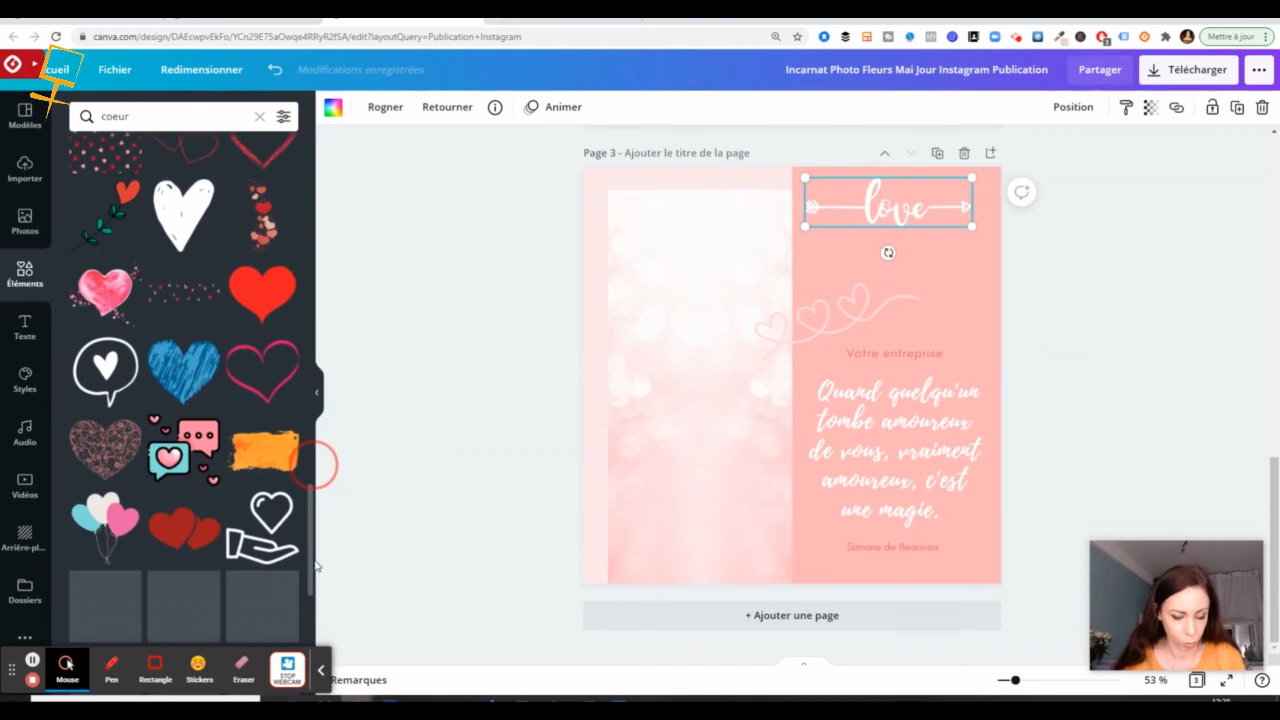 canva.com/design/DAEcwpvEkFo/YCn29E75aOwqe4RRyR2fSA/edit?layoutQuery=Publication+Instagram
Mettre à jour
cueil
Fichier
Redimensionner
Modifications enregistrées
Incarnat Photo Fleurs Mai Jour Instagram Publication
Partager
Télécharger
coeur
Rogner
Retourner
Animer
Position
Modèles
Importer
Photos
Éléments
Texte
Styles
Audio
Vidéos
Arrière-pl...
Dossiers
Page 3 - Ajouter le titre de la page
love
Votre entreprise
Quand quelqu'un
tombe amoureux
de vous, vraiment
amoureux, c'est
une magie.
Simone de Beauvoir
+ Ajouter une page
Mouse
Pen
Rectangle
Stickers
Eraser
STOP
WEBCAM
Remarques
53 %
3